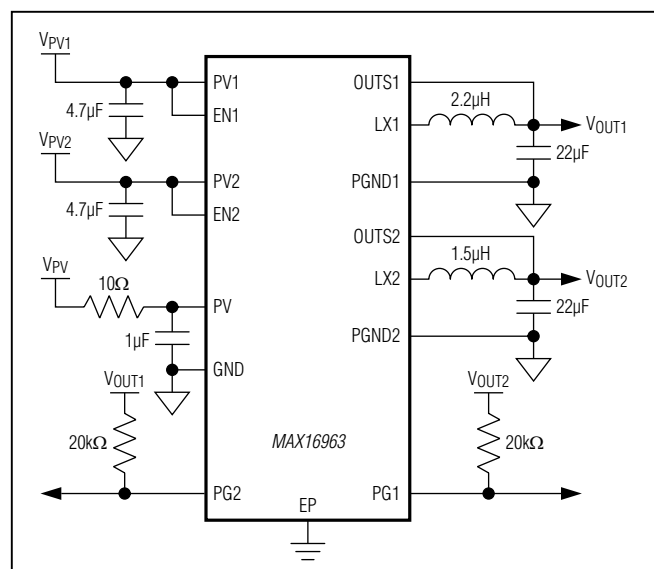 VPV1
PV1
EN1
4.7µF
VPV2
PV2
EN2
4.7µF
VPV
10Ω
PV
1µF
GND
VOUT1
20kΩ
PG2
MAX16963
EP
OUTS1
2.2µH
LX1
VOUT1
22µF
PGND1
OUTS2
1.5µH
LX2
VOUT2
22µF
PGND2
VOUT2
20kΩ
PG1